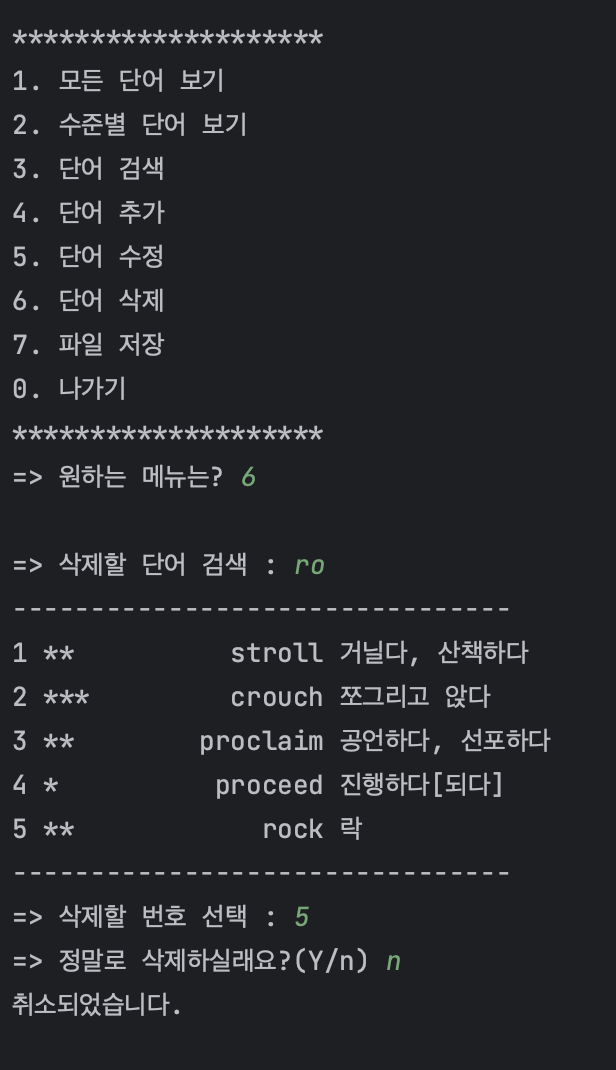 ********************
1. 모든 단어 보기
2. 수준별 단어 보기
3. 단어 검색
4. 단어 추가
5. 단어 수정
6. 단어 삭제
7. 파일 저장
0. 나가기
********************
=> 원하는 메뉴는? 6
=> 삭제할 단어 검색 : ro
--------------------------------
1 **          stroll 거닐다, 산책하다
2 ***         crouch 쪼그리고 앉다
3 **        proclaim 공언하다, 선포하다
4 *          proceed 진행하다[되다]
5 **            rock 락
--------------------------------
=> 삭제할 번호 선택 : 5
=> 정말로 삭제하실래요?(Y/n) n
취소되었습니다.